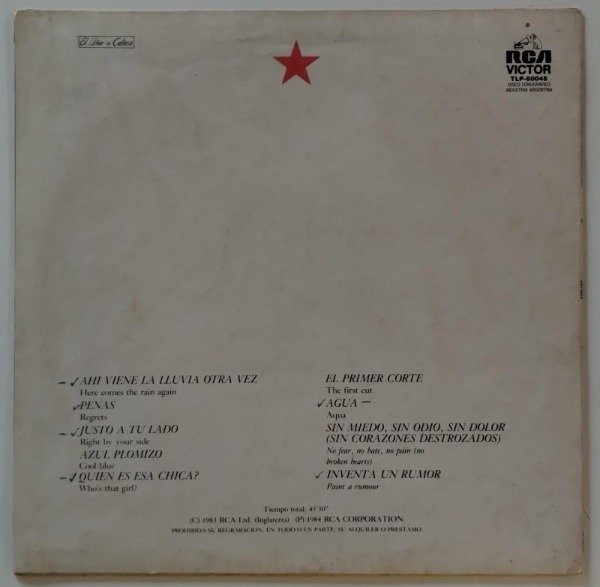 El Disco es Cultura
RCA
VICTOR
TLP-60045
DISCO FONOGRAFICO
INDUSTRIA ARGENTINA
AHI VIENE LA LLUVIA OTRA VEZ
Here comes the rain again
PENAS
Regrets
JUSTO A TU LADO
Right by your side
AZUL PLOMIZO
Cool blue
QUIEN ES ESA CHICA?
Who's that girl?
EL PRIMER CORTE
The first cut
AGUA
Aqua
SIN MIEDO, SIN ODIO, SIN DOLOR
(SIN CORAZONES DESTROZADOS)
No fear, no hate, no pain (no
broken hearts)
INVENTA UN RUMOR
Paint a rumour
Tiempo total: 45'30"
(C) 1983 RCA Ltd. (Inglaterra) (P) 1984 RCA CORPORATION.
PROHIBIDA SU REGRABACION, EN TODO O EN PARTE, SU ALQUILER O PRESTAMO